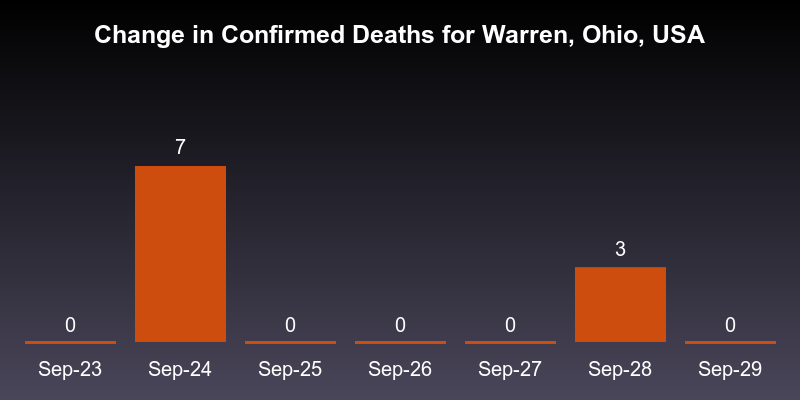 Change in Confirmed Deaths for Warren, Ohio, USA
7
3
0 0 0 0 0
Sep-23 Sep-24 Sep-25 Sep-26 Sep-27 Sep-28 Sep-29